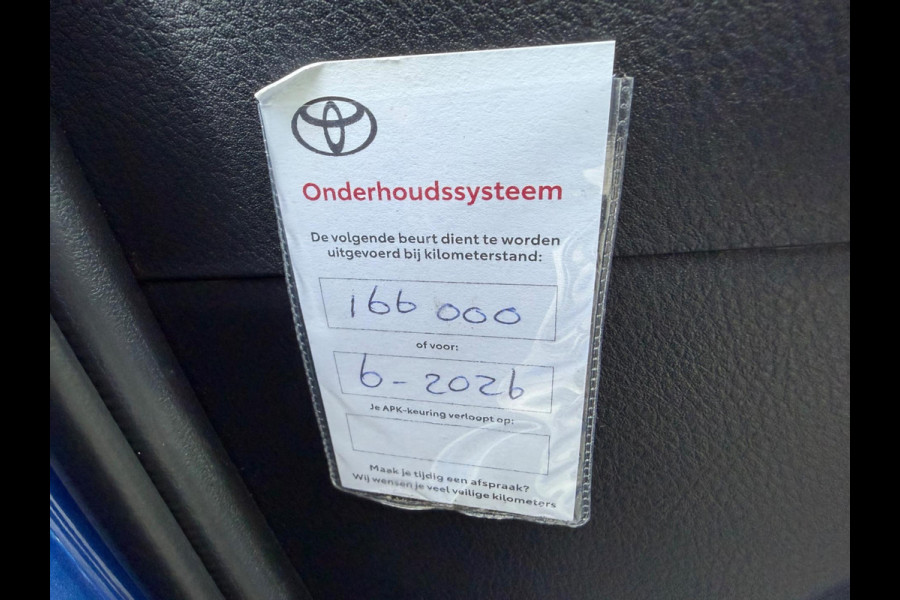 Onderhoudssysteem
De volgende beurt dient te worden
uitgevoerd bij kilometerstand:
166 000
of voor:
6-2026
Je APK-keuring verloopt op:
Maak je tijdig een afspraak?
Wij wensen je veel veilige kilometers